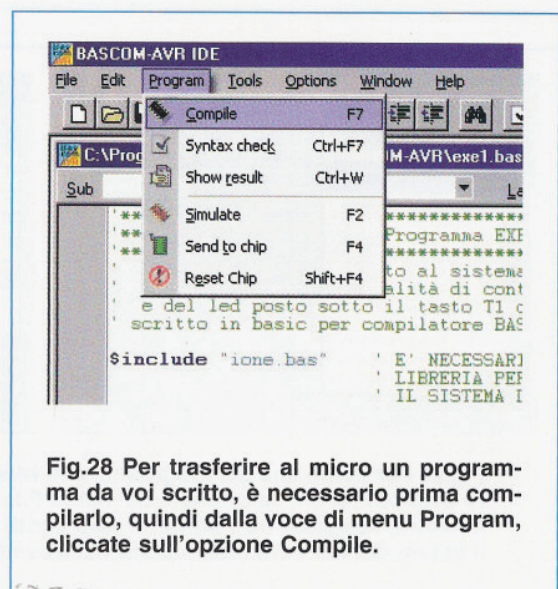 BASCOM-AVR IDE
File Edit Program Tools Options Window Help
Compile F7
C:\Prog M-AVR\exe1.bas
Syntax check Ctrl+F7
Show result Ctrl+W
Sub La
Simulate F2
Programma EXE
Send to chip F4
to al sistema
Reset Chip Shift+F4
alità di cont
e del led posto sotto il tasto T1
scritto in basic per compilatore BAS
$include "ione.bas" ' E' NECESSARI
' LIBRERIA PER
' IL SISTEMA
Fig.28 Per trasferire al micro un program-
ma da voi scritto, è necessario prima com-
pilarlo, quindi dalla voce di menu Program,
cliccate sull'opzione Compile.